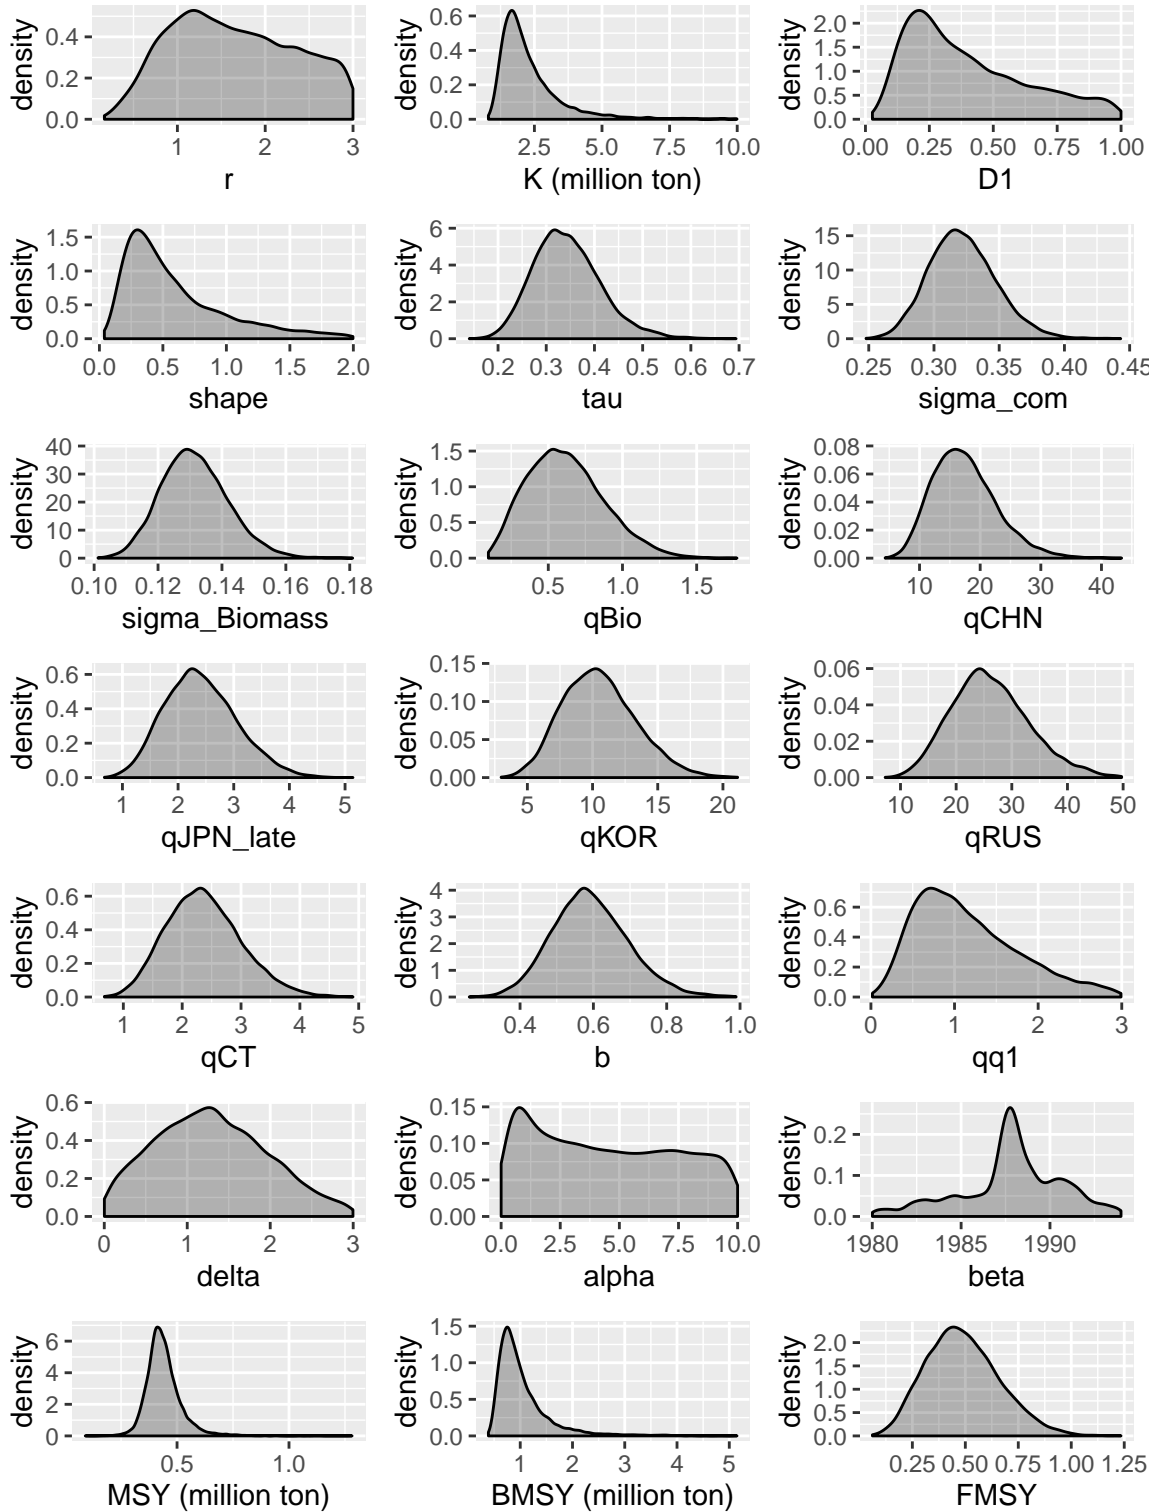 density
0.4
0.2
0.0
1 2 3
r
density
0.6
0.4
0.2
0.0
2.5 5.0 7.5 10.0
K (million ton)
density
2.0
1.5
1.0
0.5
0.0
0.00 0.25 0.50 0.75 1.00
D1
density
1.5
1.0
0.5
0.0
0.0 0.5 1.0 1.5 2.0
shape
density
6
4
2
0
0.2 0.3 0.4 0.5 0.6 0.7
tau
density
15
10
5
0
0.25 0.30 0.35 0.40 0.45
sigma_com
density
40
30
20
10
0
0.10 0.12 0.14 0.16 0.18
sigma_Biomass
density
1.5
1.0
0.5
0.0
0.5 1.0 1.5
qBio
density
0.08
0.06
0.04
0.02
0.00
10 20 30 40
qCHN
density
0.6
0.4
0.2
0.0
1 2 3 4 5
qJPN_late
density
0.15
0.10
0.05
0.00
5 10 15 20
qKOR
density
0.06
0.04
0.02
0.00
10 20 30 40 50
qRUS
density
0.6
0.4
0.2
0.0
1 2 3 4 5
qCT
density
4
3
2
1
0
0.4 0.6 0.8 1.0
b
density
0.6
0.4
0.2
0.0
0 1 2 3
qq1
density
0.6
0.4
0.2
0.0
0 1 2 3
delta
density
0.15
0.10
0.05
0.00
0.0 2.5 5.0 7.5 10.0
alpha
density
0.2
0.1
0.0
1980 1985 1990
beta
density
6
4
2
0
0.5 1.0
MSY (million ton)
density
1.5
1.0
0.5
0.0
1 2 3 4 5
BMSY (million ton)
density
2.0
1.5
1.0
0.5
0.0
0.25 0.50 0.75 1.00 1.25
FMSY